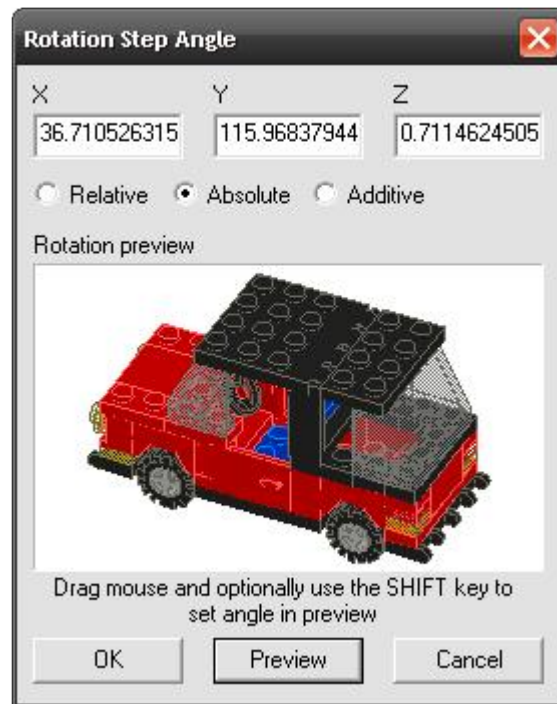 Rotation Step Angle
X Y Z
36.710526315 115.96837944 0.7114624505
Relative Absolute Additive
Rotation preview
Drag mouse and optionally use the SHIFT key to
set angle in preview
OK Preview Cancel